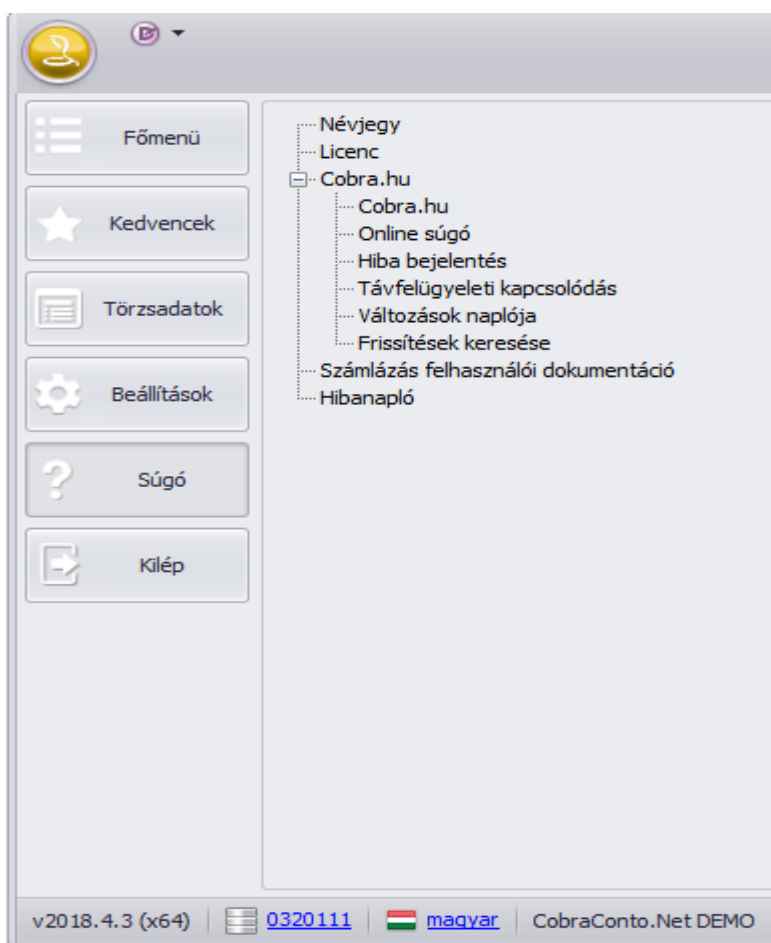 Főmenü
Kedvencek
Törzsadatok
Beállítások
Súgó
Kilép
Névjegy
Licenc
Cobra.hu
Cobra.hu
Online súgó
Hiba bejelentés
Távfelügyeleti kapcsolódás
Változások naplója
Frissítések keresése
Számlázás felhasználói dokumentáció
Hibanapló
v2018.4.3 (x64) 0320111 magyar CobraConto.Net DEMO